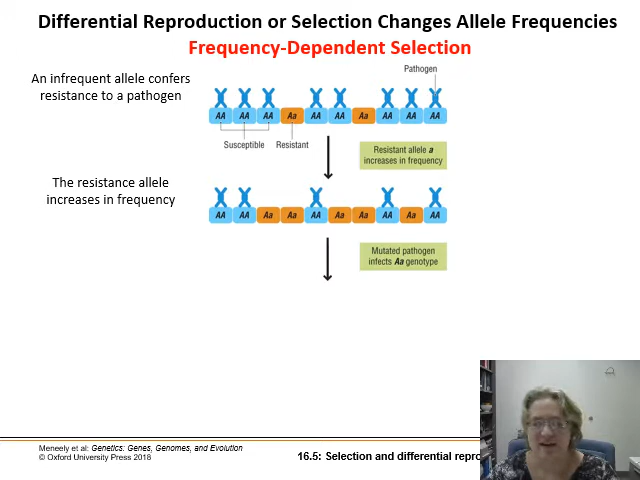 Differential Reproduction or Selection Changes Allele Frequencies
Frequency-Dependent Selection
An infrequent allele confers
resistance to a pathogen
Pathogen
AA AA AA Aa AA AA Aa AA AA AA
Susceptible Resistant
Resistant allele a
increases in frequency
The resistance allele
increases in frequency
AA AA Aa Aa AA Aa Aa AA Aa AA
Mutated pathogen
infects Aa genotype
Meneely et al: Genetics: Genes, Genomes, and Evolution
© Oxford University Press 2018
16.5: Selection and differential repro